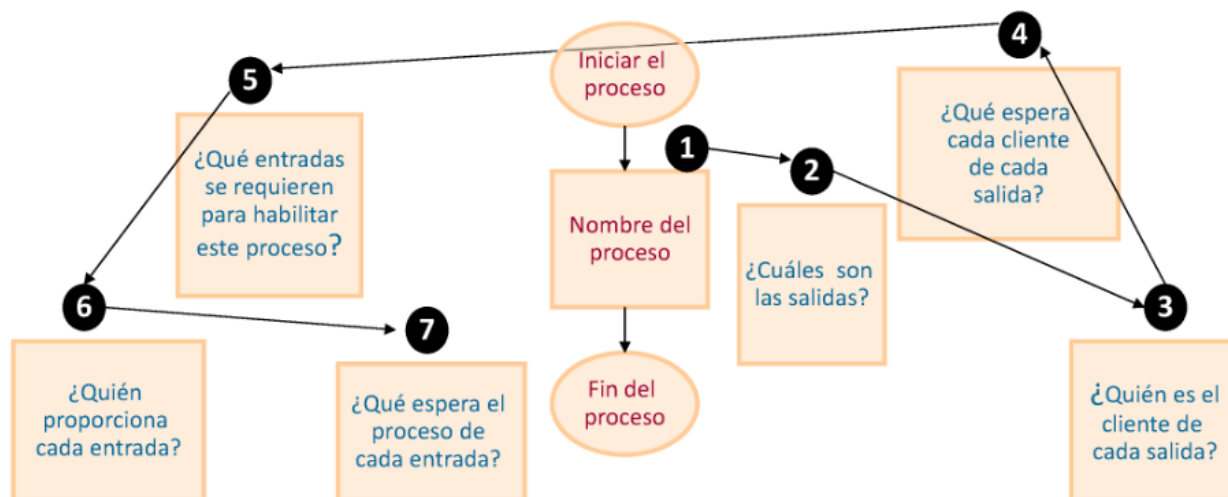 Iniciar el
proceso
1
Nombre del
proceso
Fin del
proceso
2
¿Cuáles son
las salidas?
3
¿Quién es el
cliente de
cada salida?
4
¿Qué espera
cada cliente
de cada
salida?
5
¿Qué entradas
se requieren
para habilitar
este proceso?
6
¿Quién
proporciona
cada entrada?
7
¿Qué espera el
proceso de
cada entrada?